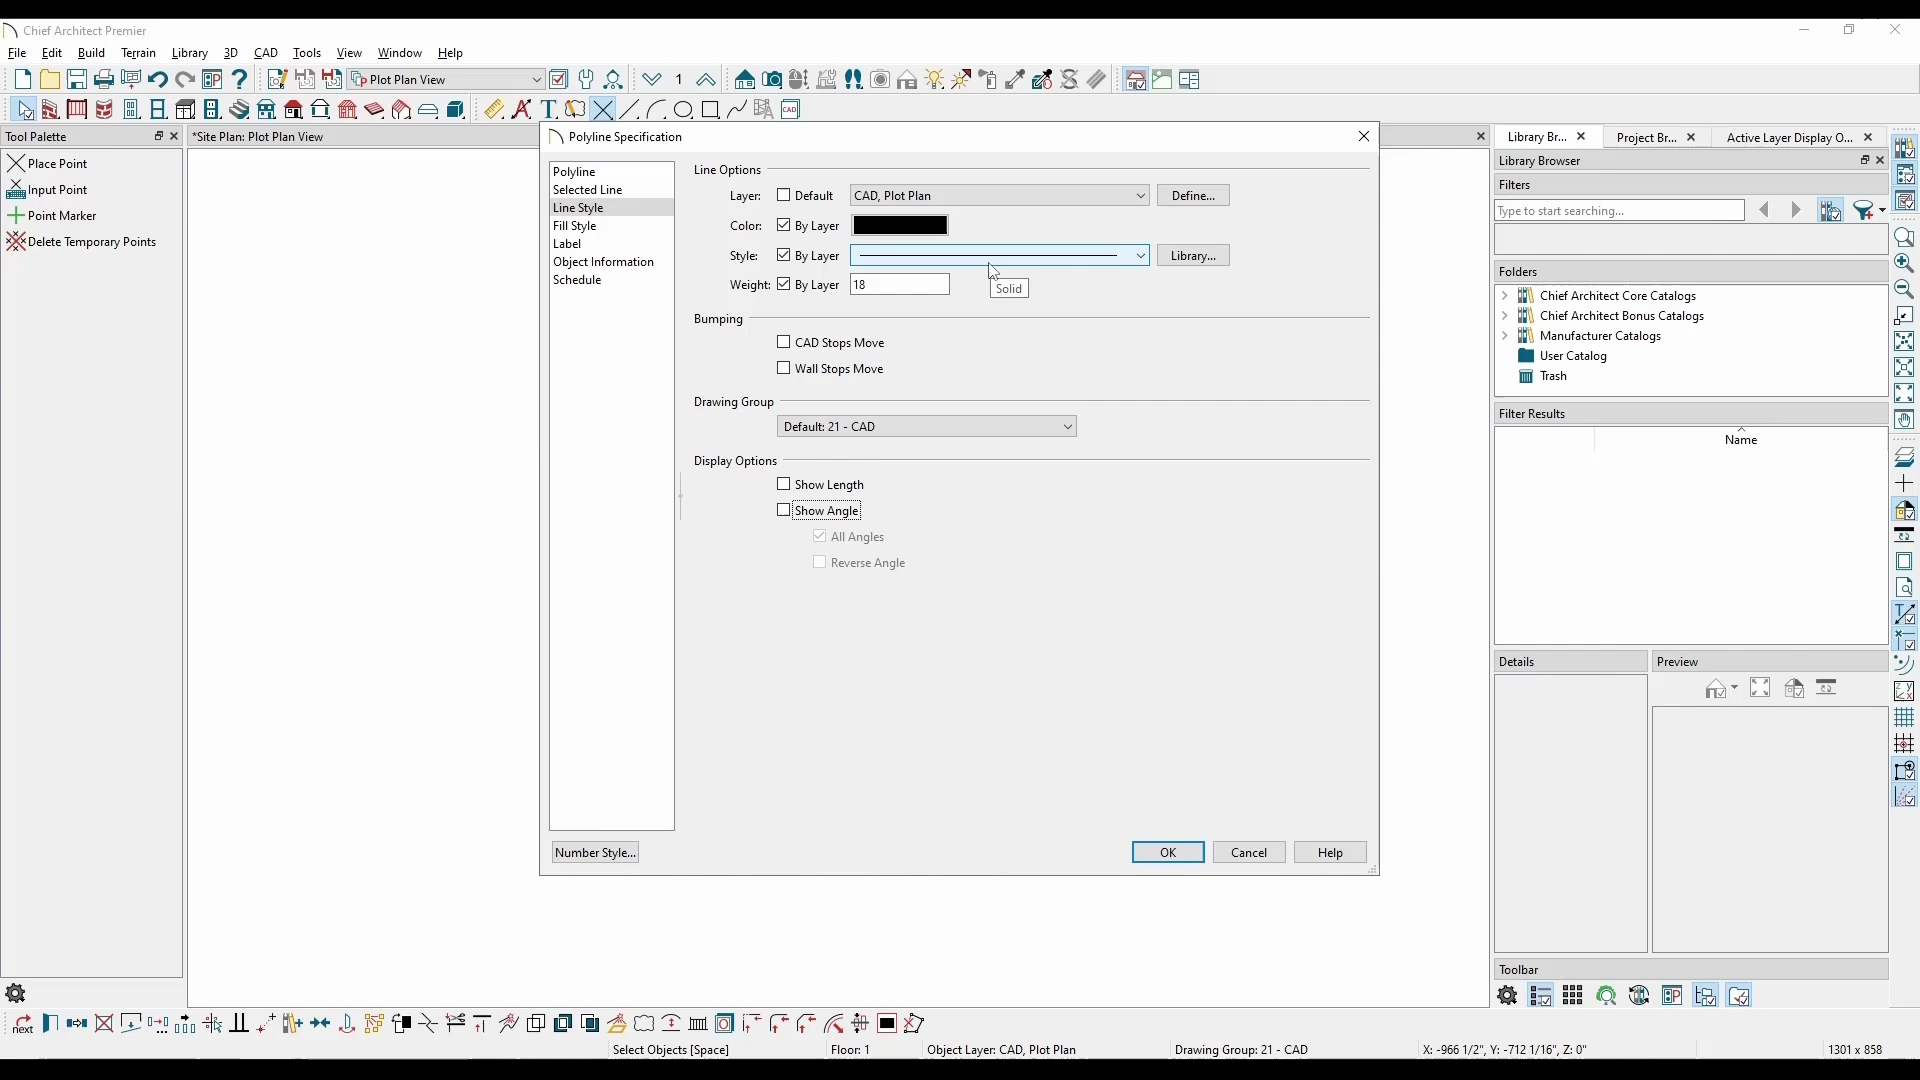 Chief Architect Premier
File Edit Build Terrain Library 3D CAD Tools View Window Help
Plot Plan View
1
CAD
Tool Palette
*Site Plan: Plot Plan View
Place Point
Input Point
Point Marker
Delete Temporary Points
Polyline Specification
Polyline
Selected Line
Line Style
Fill Style
Label
Object Information
Schedule
Line Options
Layer: Default CAD, Plot Plan Define...
Color: By Layer
Style: By Layer Library...
Weight: By Layer 18
Solid
Bumping
CAD Stops Move
Wall Stops Move
Drawing Group
Default: 21 - CAD
Display Options
Show Length
Show Angle
All Angles
Reverse Angle
Number Style... OK Cancel Help
Library Br... Project Br... Active Layer Display O...
Library Browser
Filters
Type to start searching...
Folders
Chief Architect Core Catalogs
Chief Architect Bonus Catalogs
Manufacturer Catalogs
User Catalog
Trash
Filter Results
Name
Details Preview
Toolbar
next
Select Objects [Space] Floor: 1 Object Layer: CAD, Plot Plan Drawing Group: 21 - CAD X: -966 1/2", Y: -712 1/16", Z: 0" 1301 x 858